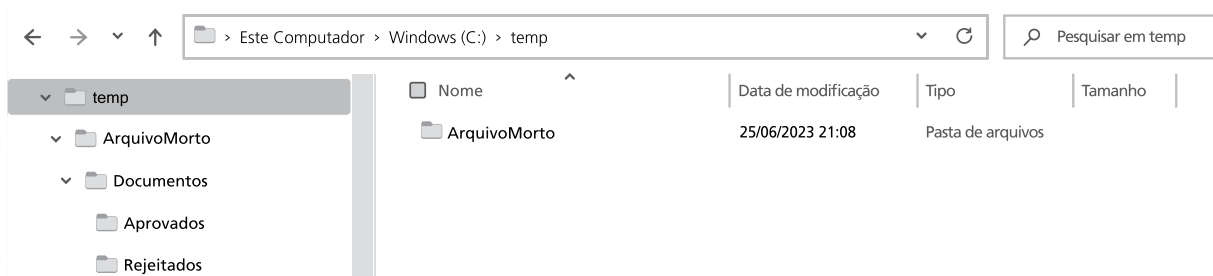 Este Computador > Windows (C:) > temp
Pesquisar em temp
temp
ArquivoMorto
Documentos
Aprovados
Rejeitados
Nome Data de modificação Tipo Tamanho
ArquivoMorto 25/06/2023 21:08 Pasta de arquivos